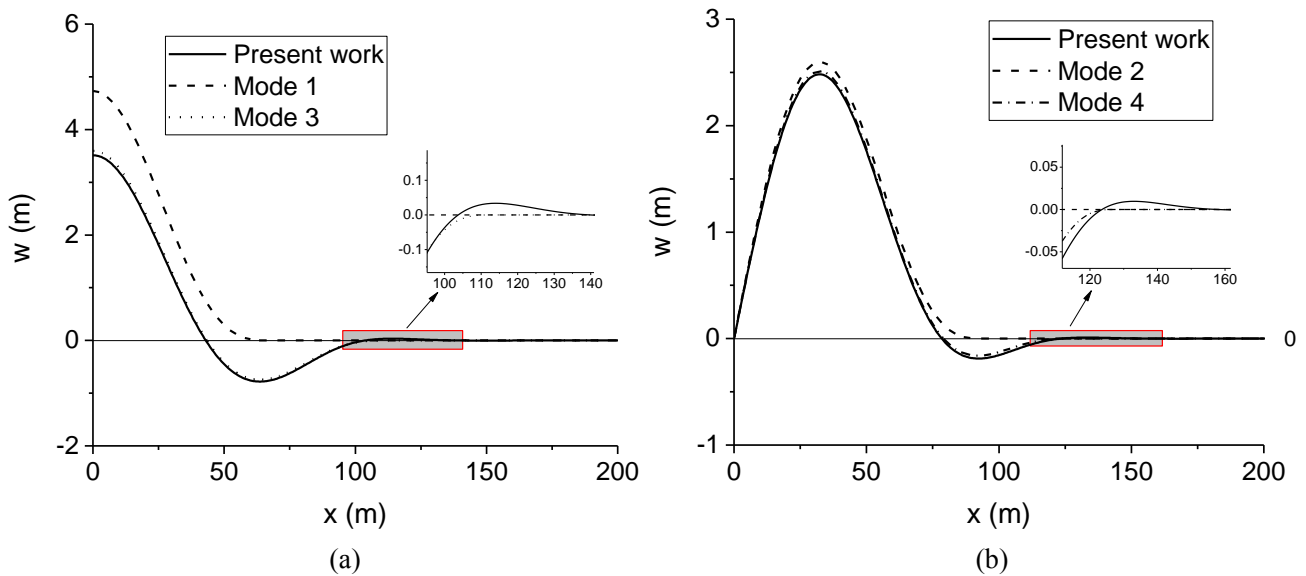 6
4
2
0
-2
w (m)
Present work
Mode 1
Mode 3
0.1
0.0
-0.1
100 110 120 130 140
0 50 100 150 200
x (m)
(a)
3
2
1
0
-1
w (m)
Present work
Mode 2
Mode 4
0.05
0.00
-0.05
120 140 160
0
0 50 100 150 200
x (m)
(b)